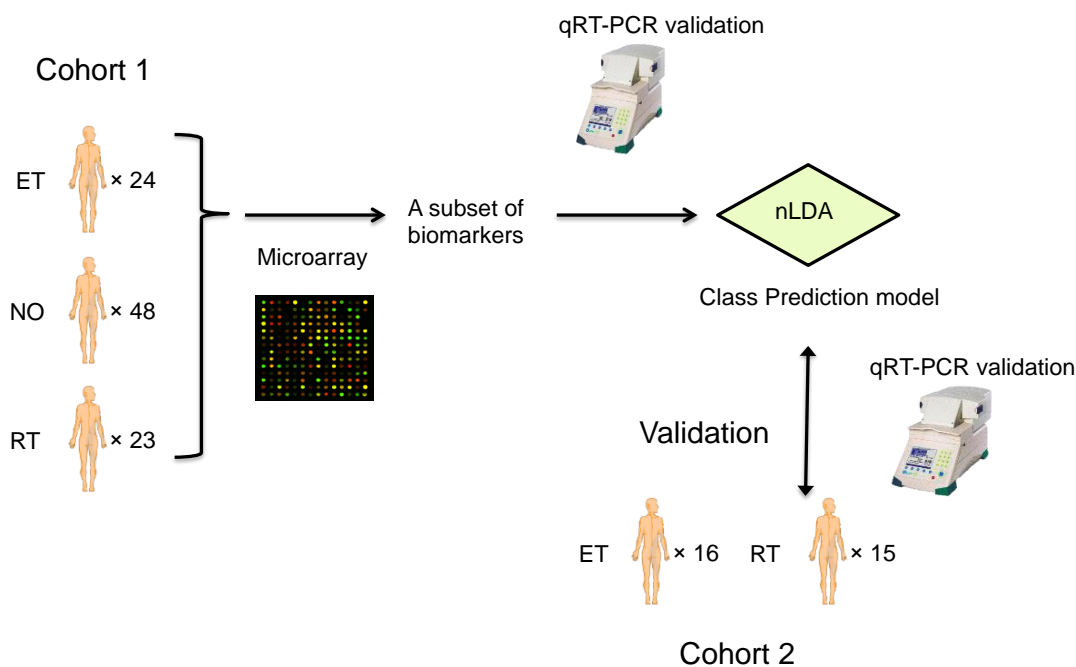 qRT-PCR validation
Cohort 1
ET
× 24
NO
× 48
RT
× 23
Microarray
A subset of
biomarkers
nLDA
Class Prediction model
qRT-PCR validation
Validation
ET
× 16
RT
× 15
Cohort 2